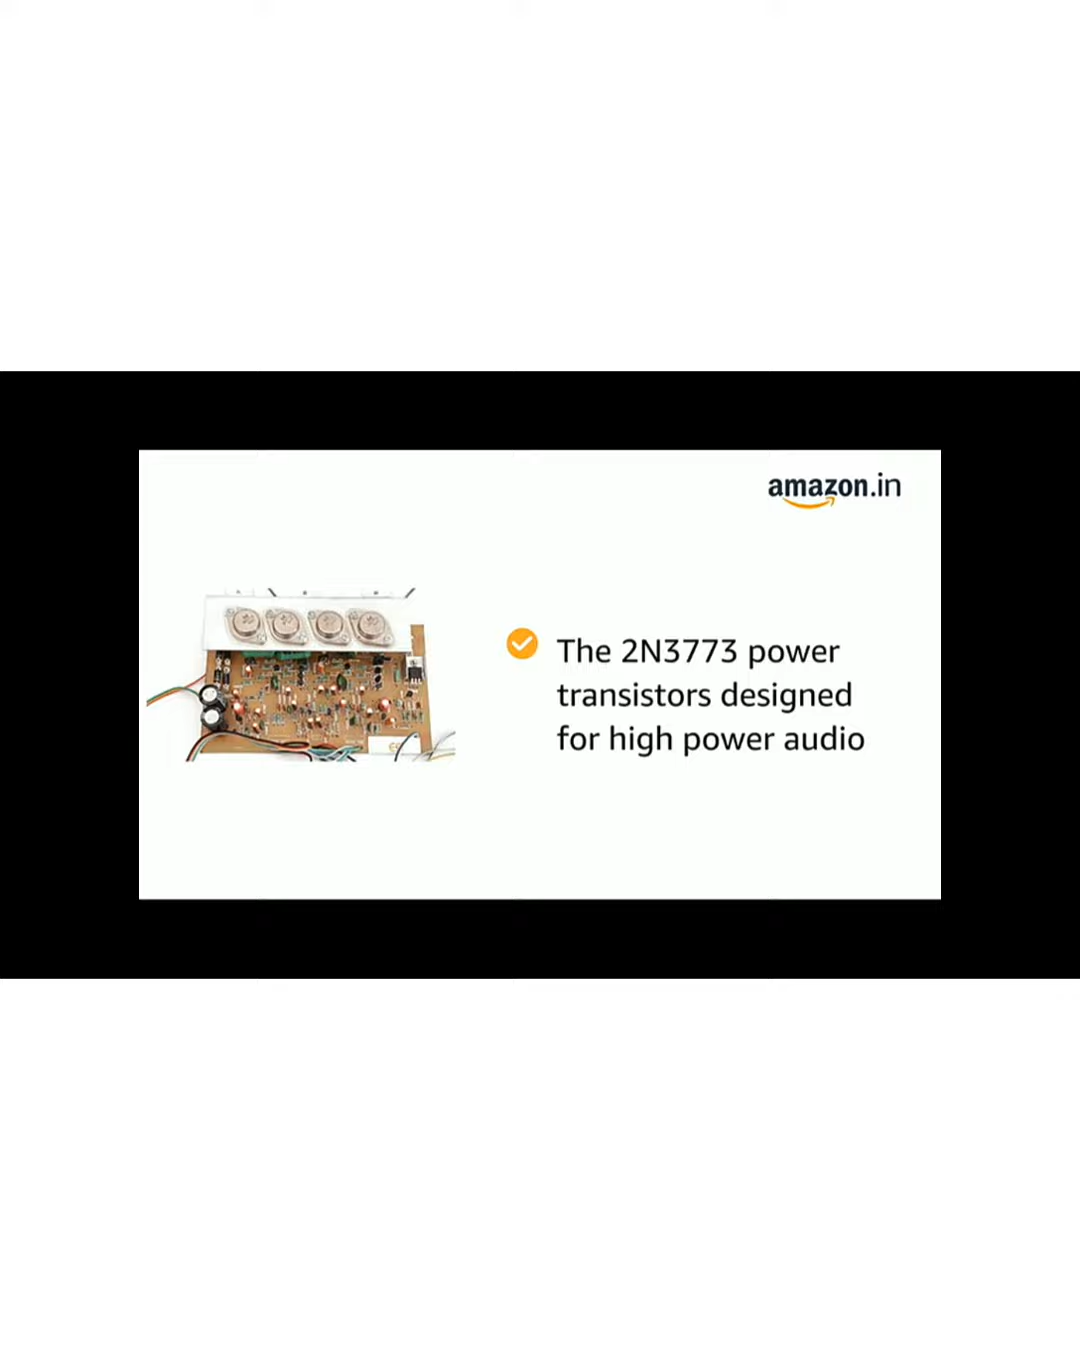 amazon.in
The 2N3773 power
transistors designed
for high power audio